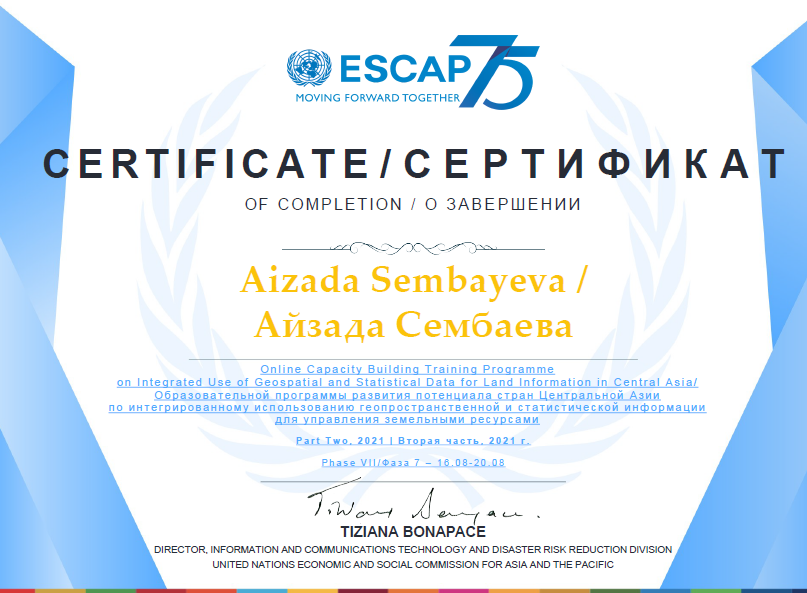 ESCAP 75
MOVING FORWARD TOGETHER
CERTIFICATE/СЕРТИФИКАТ
OF COMPLETION / О ЗАВЕРШЕНИИ
Aizada Sembayeva /
Айзада Сембаева
Online Capacity Building Training Programme
on Integrated Use of Geospatial and Statistical Data for Land Information in Central Asia/
Образовательной программы развития потенциала стран Центральной Азии
по интегрированному использованию геопространственной и статистической информации
для управления земельными ресурсами
Part Two, 2021 | Вторая часть, 2021 г.
Phase VII/Фаза 7 – 16.08-20.08
TIZIANA BONAPACE
DIRECTOR, INFORMATION AND COMMUNICATIONS TECHNOLOGY AND DISASTER RISK REDUCTION DIVISION
UNITED NATIONS ECONOMIC AND SOCIAL COMMISSION FOR ASIA AND THE PACIFIC